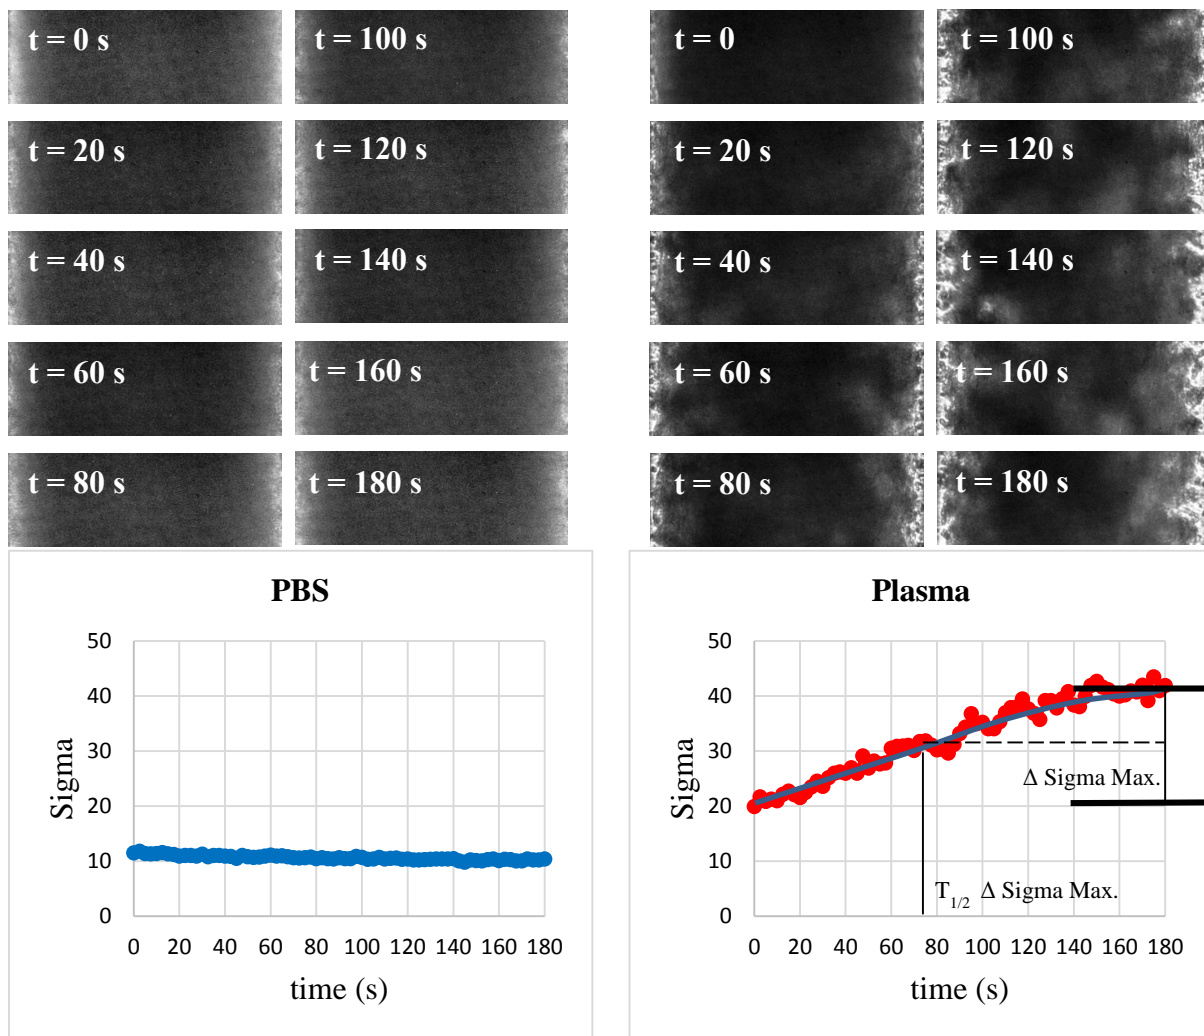 t = 0 s
t = 100 s
t = 20 s
t = 120 s
t = 40 s
t = 140 s
t = 60 s
t = 160 s
t = 80 s
t = 180 s
t = 0
t = 100 s
t = 20 s
t = 120 s
t = 40 s
t = 140 s
t = 60 s
t = 160 s
t = 80 s
t = 180 s
PBS
50
40
30
20
10
0
Sigma
0 20 40 60 80 100 120 140 160 180
time (s)
Plasma
50
40
30
20
10
0
Sigma
Δ Sigma Max.
T1/2 Δ Sigma Max.
0 20 40 60 80 100 120 140 160 180
time (s)